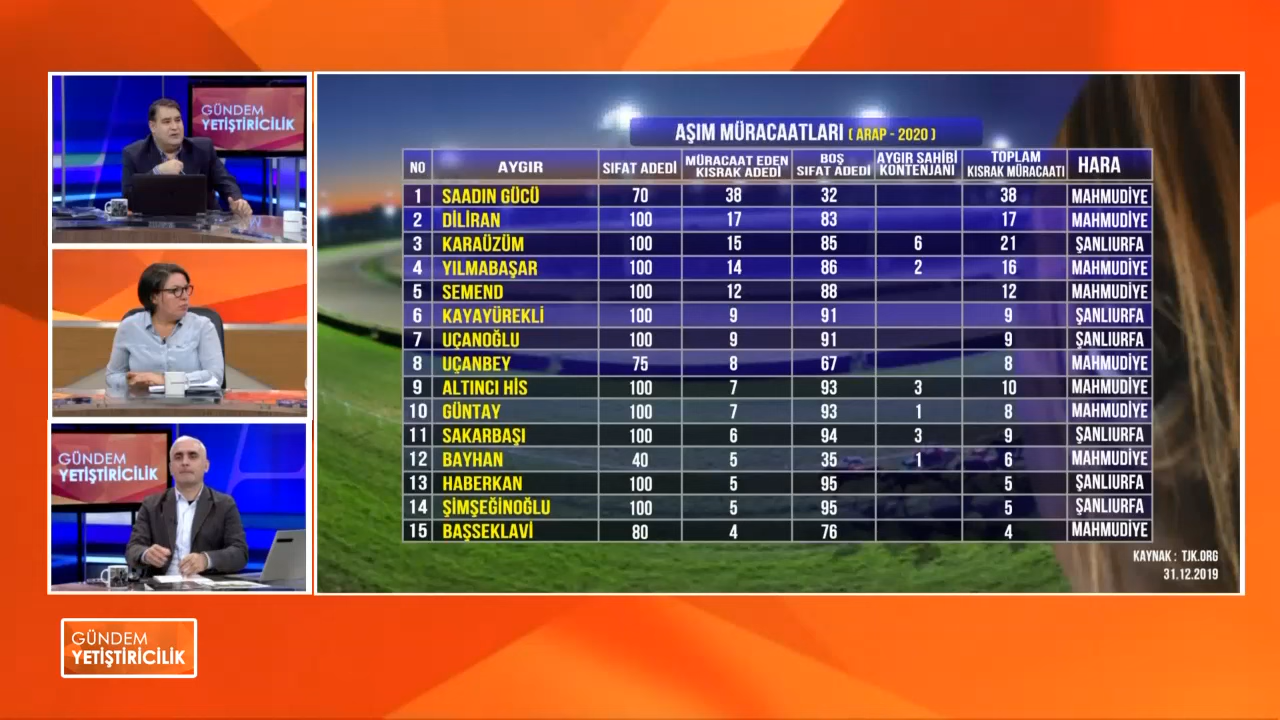 GÜNDEM
YETİŞTİRİCİLİK
GÜNDEM
YETİŞTİRİCİLİK
AŞIM MÜRACAATLARI ( ARAP - 2020 )
NO AYGIR SIFAT ADEDİ MÜRACAAT EDEN KISRAK ADEDİ BOŞ SIFAT ADEDİ AYGIR SAHİBİ KONTENJANI TOPLAM KISRAK MÜRACAATI HARA
1 SAADIN GÜCÜ 70 38 32 38 MAHMUDİYE
2 DİLİRAN 100 17 83 17 MAHMUDİYE
3 KARAÜZÜM 100 15 85 6 21 ŞANLIURFA
4 YILMABAŞAR 100 14 86 2 16 MAHMUDİYE
5 SEMEND 100 12 88 12 MAHMUDİYE
6 KAYAYÜREKLİ 100 9 91 9 ŞANLIURFA
7 UÇANOĞLU 100 9 91 9 ŞANLIURFA
8 UÇANBEY 75 8 67 8 MAHMUDİYE
9 ALTINCI HİS 100 7 93 3 10 MAHMUDİYE
10 GÜNTAY 100 7 93 1 8 MAHMUDİYE
11 SAKARBAŞI 100 6 94 3 9 ŞANLIURFA
12 BAYHAN 40 5 35 1 6 MAHMUDİYE
13 HABERKAN 100 5 95 5 ŞANLIURFA
14 ŞİMŞEĞİNOĞLU 100 5 95 5 ŞANLIURFA
15 BAŞSEKLAVİ 80 4 76 4 MAHMUDİYE
KAYNAK : TJK.ORG
31.12.2019
GÜNDEM
YETİŞTİRİCİLİK